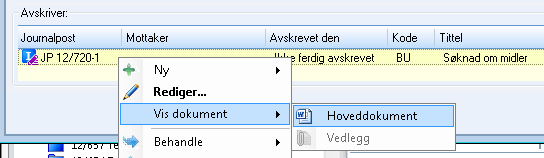 Avskriver:
Journalpost Mottaker Avskrevet den Kode Tittel
JP 12/720-1 Ikke ferdig avskrevet BU Søknad om midler
Ny
Rediger...
Vis dokument Hoveddokument
Vedlegg
Behandle
12/657